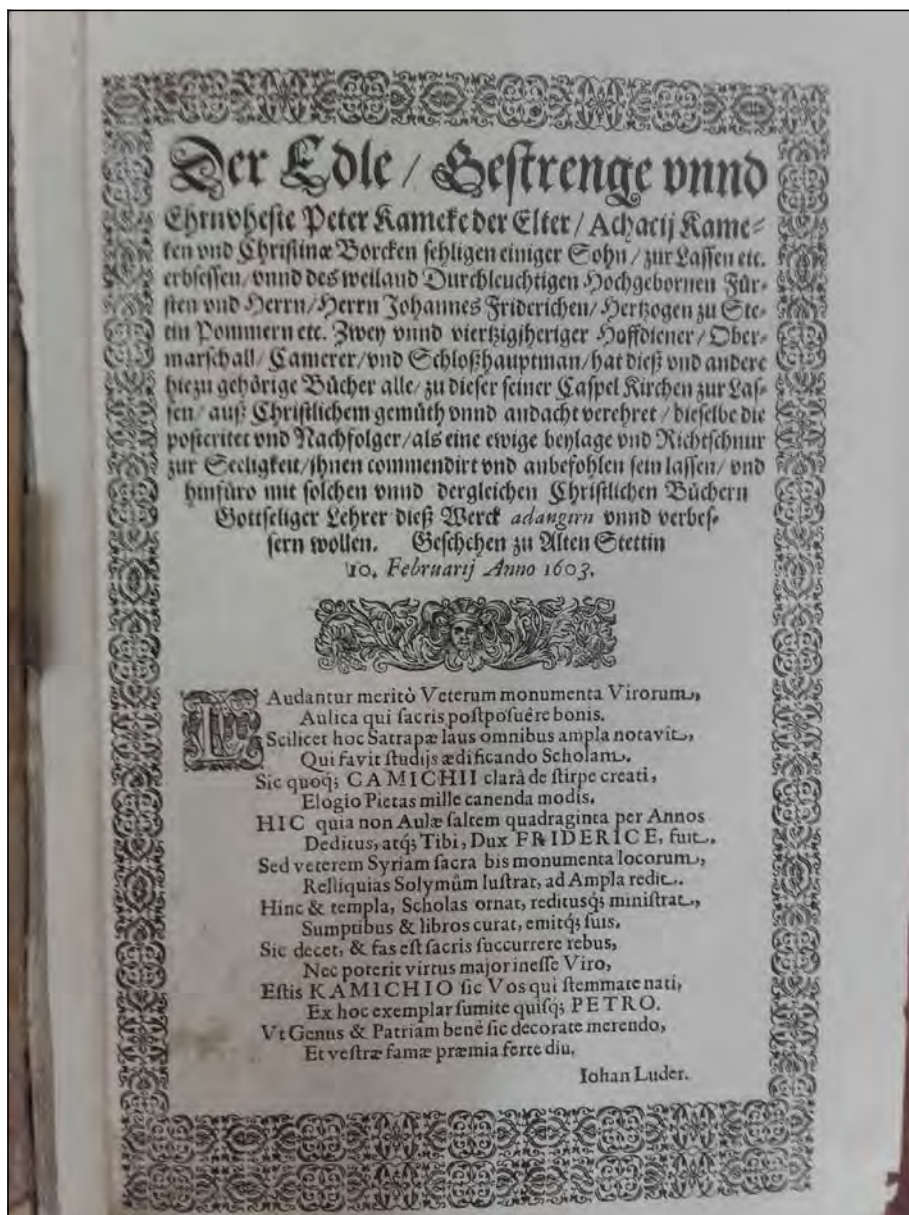 Der Edle / Gestrenge vnnd
Ehrnvheste Peter Kameke der Elter / Achacij Kame⸗
ken vnd Christinæ Borcken sehligen einiger Sohn / zur Lassen etc.
erbsessen / vnnd des weiland Durchleuchtigen Hochgebornen Für⸗
sten vnd Herrn / Herrn Johannes Friderichen / Hertzogen zu Ste⸗
tin Pommern etc. Zwey vnnd viertzigjheriger Hoffdiener / Ober⸗
marschall / Camerer / vnd Schloßhauptman / hat dieß vnd andere
hiezu gehörige Bücher alle / zu dieser seiner Caspel Kirchen zur Las⸗
sen / auß Christlichem gemüth vnnd andacht verehret / dieselbe die
posteritet vnd Nachfolger / als eine ewige beylage vnd Richtschnur
zur Seeligkeit / ihnen commendirt vnd anbefohlen sein lassen / vnd
hinfüro mit solchen vnnd dergleichen Christlichen Büchern
Gottseliger Lehrer dieß Werck adaugirn vnnd verbes⸗
sern wollen. Geschehen zu Alten Stettin
10. Februarij Anno 1603.
LAudantur meritò Veterum monumenta Virorum,
Aulica qui sacris postposuêre bonis.
Scilicet hoc Satrapæ laus omnibus ampla notavit,
Qui favit studijs ædificando Scholam.
Sic quoq; CAMICHII clarâ de stirpe creati,
Elogio Pietas mille canenda modis.
HIC quia non Aulæ saltem quadraginta per Annos
Deditus, atq; Tibi, Dux FRIDERICE, fuit.
Sed veterem Syriam sacra bis monumenta locorum,
Relliquias Solymûm lustrat, ad Ampla redit.
Hinc & templa, Scholas ornat, reditusq; ministrat,
Sumptibus & libros curat, emitq; suis.
Sic decet, & fas est sacris succurrere rebus,
Nec poterit virtus major inesse Viro,
Estis KAMICHIO sic Vos qui stemmate nati,
Ex hoc exemplar sumite quisq; PETRO.
Vt Genus & Patriam benè sic decorate merendo,
Et vestræ famæ præmia ferte diu.
Iohan Luder.